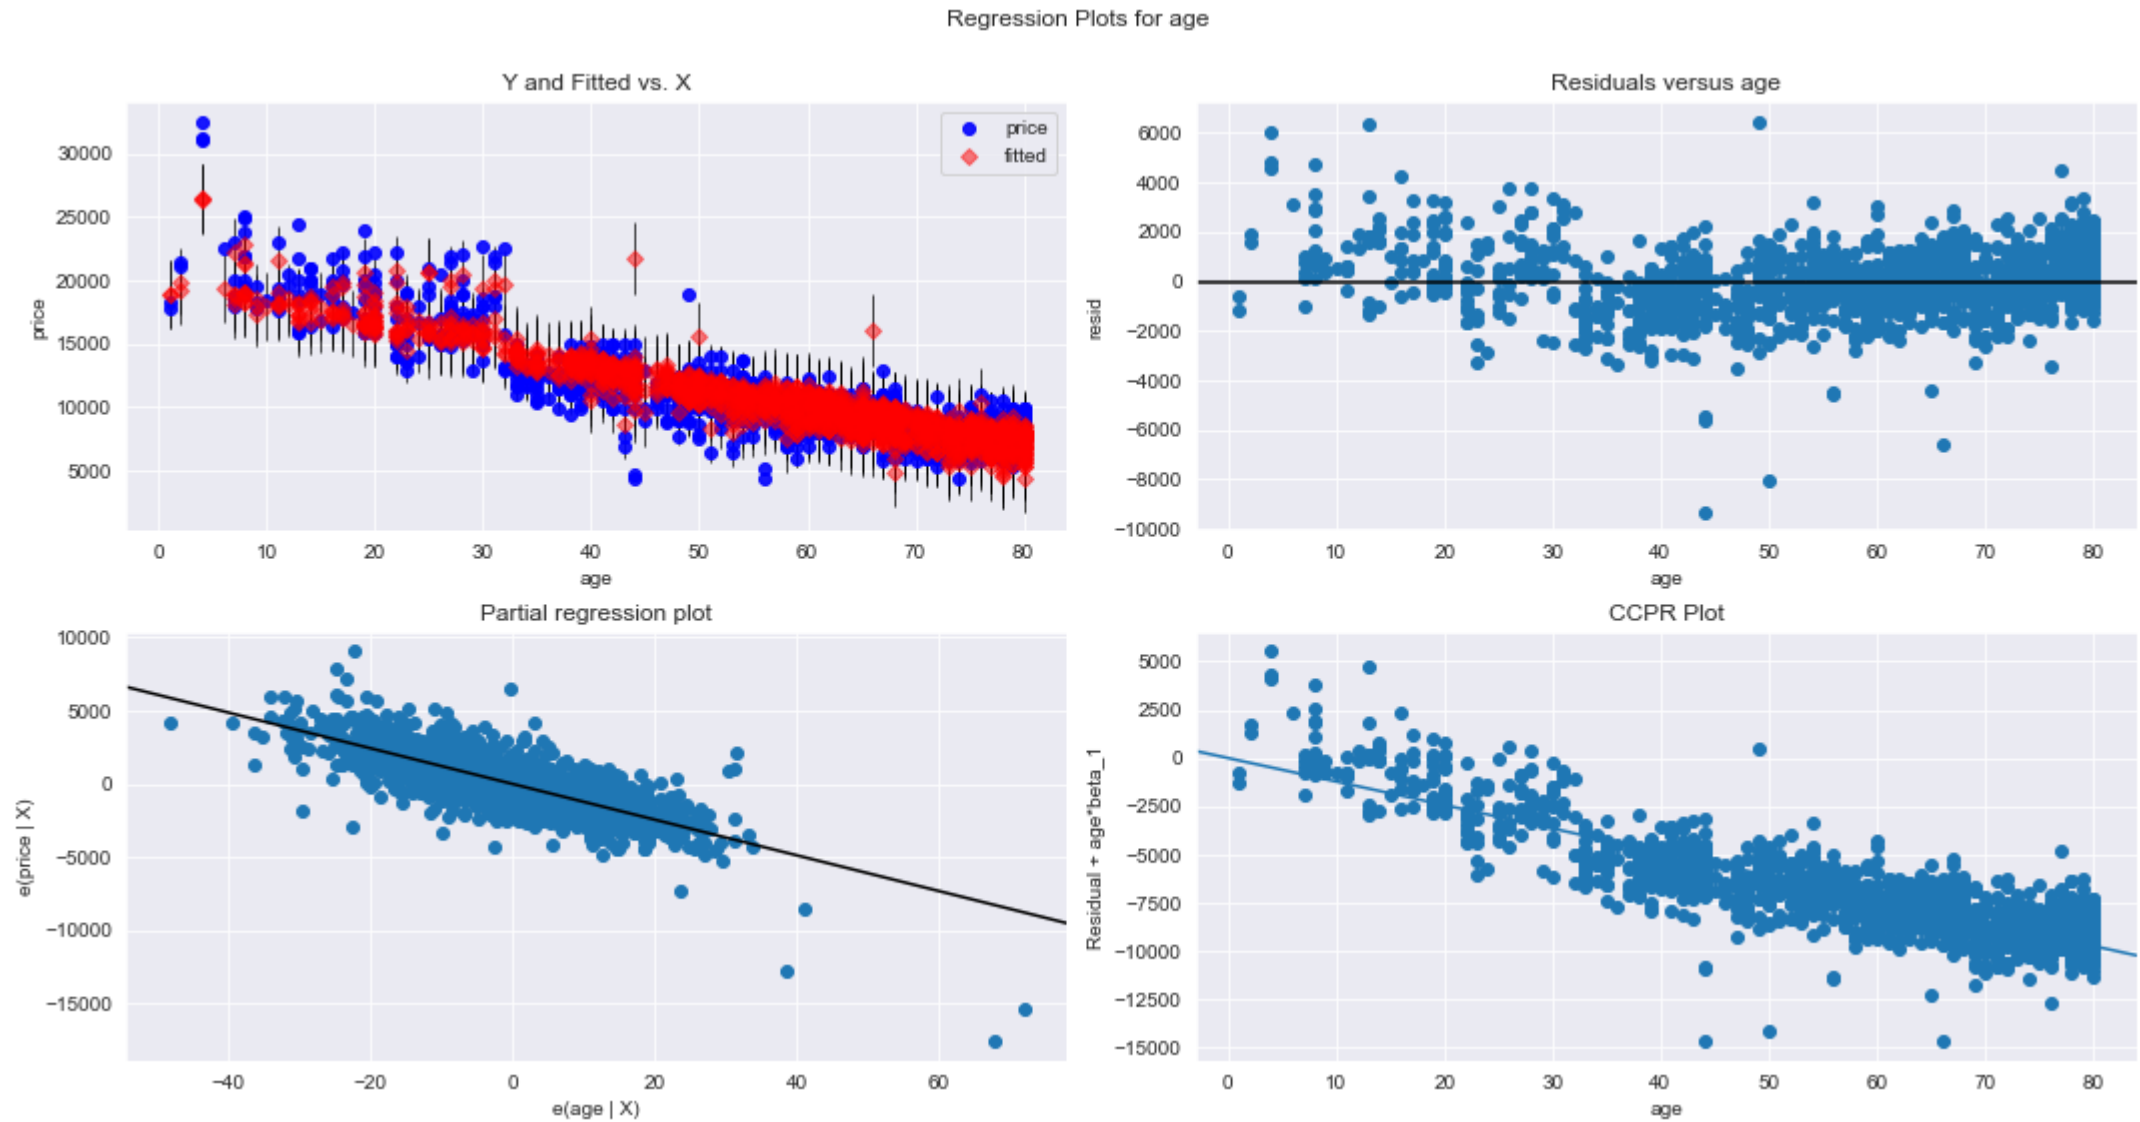 Regression Plots for age
Y and Fitted vs. X
price
30000
25000
20000
15000
10000
5000
0 10 20 30 40 50 60 70 80
age
price
fitted
Residuals versus age
resid
6000
4000
2000
0
−2000
−4000
−6000
−8000
−10000
0 10 20 30 40 50 60 70 80
age
Partial regression plot
e(price | X)
10000
5000
0
−5000
−10000
−15000
−40 −20 0 20 40 60
e(age | X)
CCPR Plot
Residual + age*beta_1
5000
2500
0
−2500
−5000
−7500
−10000
−12500
−15000
0 10 20 30 40 50 60 70 80
age